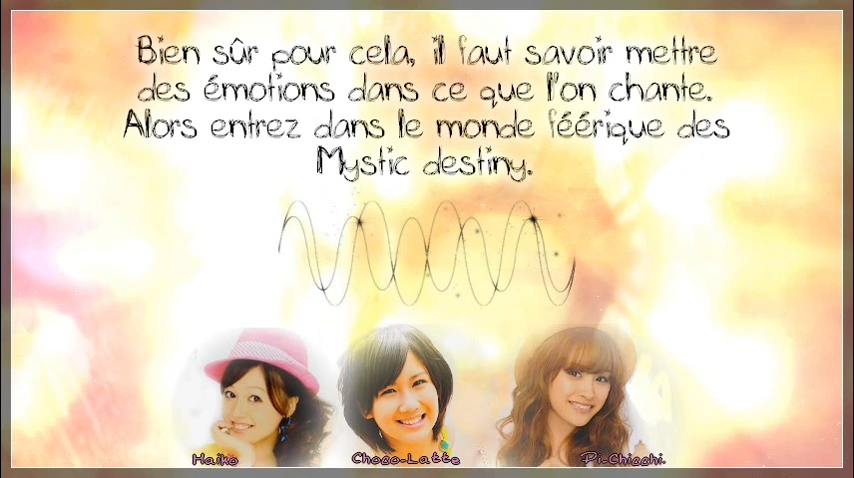 Bien sûr pour cela, il faut savoir mettre
des émotions dans ce que l'on chante.
Alors entrez dans le monde féérique des
Mystic destiny.
Haiko
Choco-Latte
Pi-Chicchi.